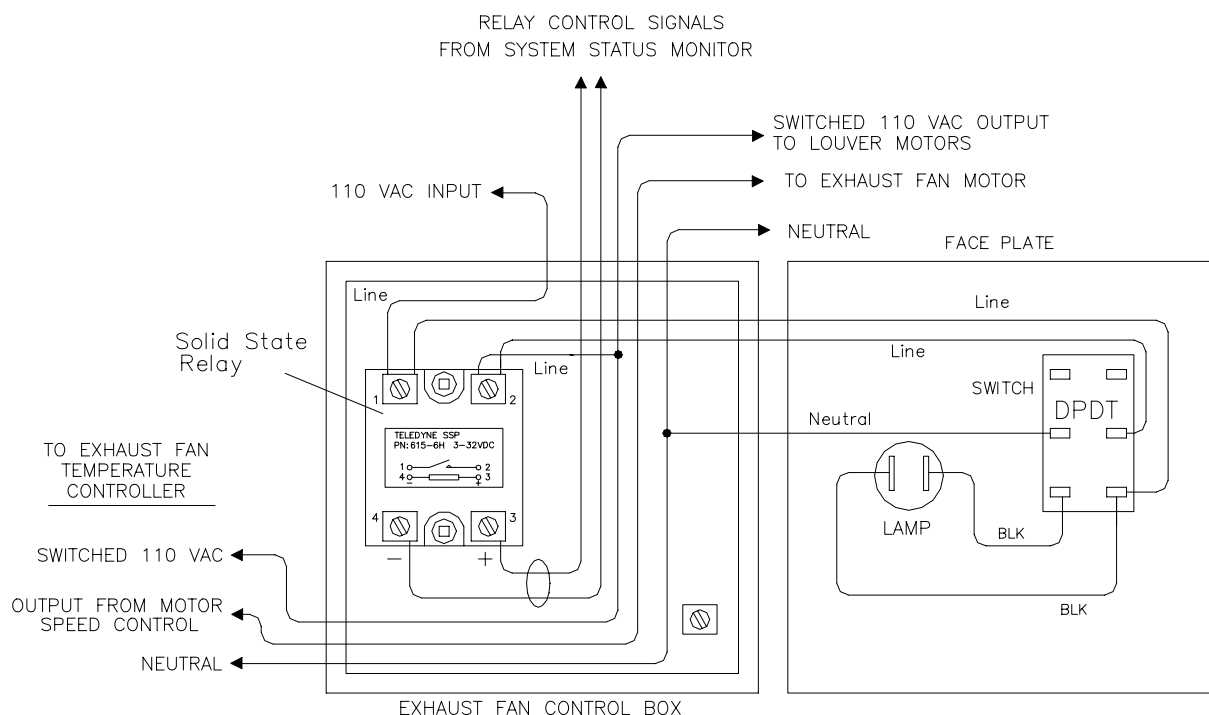 RELAY CONTROL SIGNALS
FROM SYSTEM STATUS MONITOR
SWITCHED 110 VAC OUTPUT
TO LOUVER MOTORS
110 VAC INPUT
TO EXHAUST FAN MOTOR
NEUTRAL
FACE PLATE
Line
Line
Solid State
Relay
Line
Line
SWITCH
DPDT
1
2
Neutral
TELEDYNE SSP
PN:615-6H 3-32VDC
1
2
4
3
-
+
TO EXHAUST FAN
TEMPERATURE
CONTROLLER
4
3
LAMP
BLK
-
+
SWITCHED 110 VAC
BLK
OUTPUT FROM MOTOR
SPEED CONTROL
NEUTRAL
EXHAUST FAN CONTROL BOX